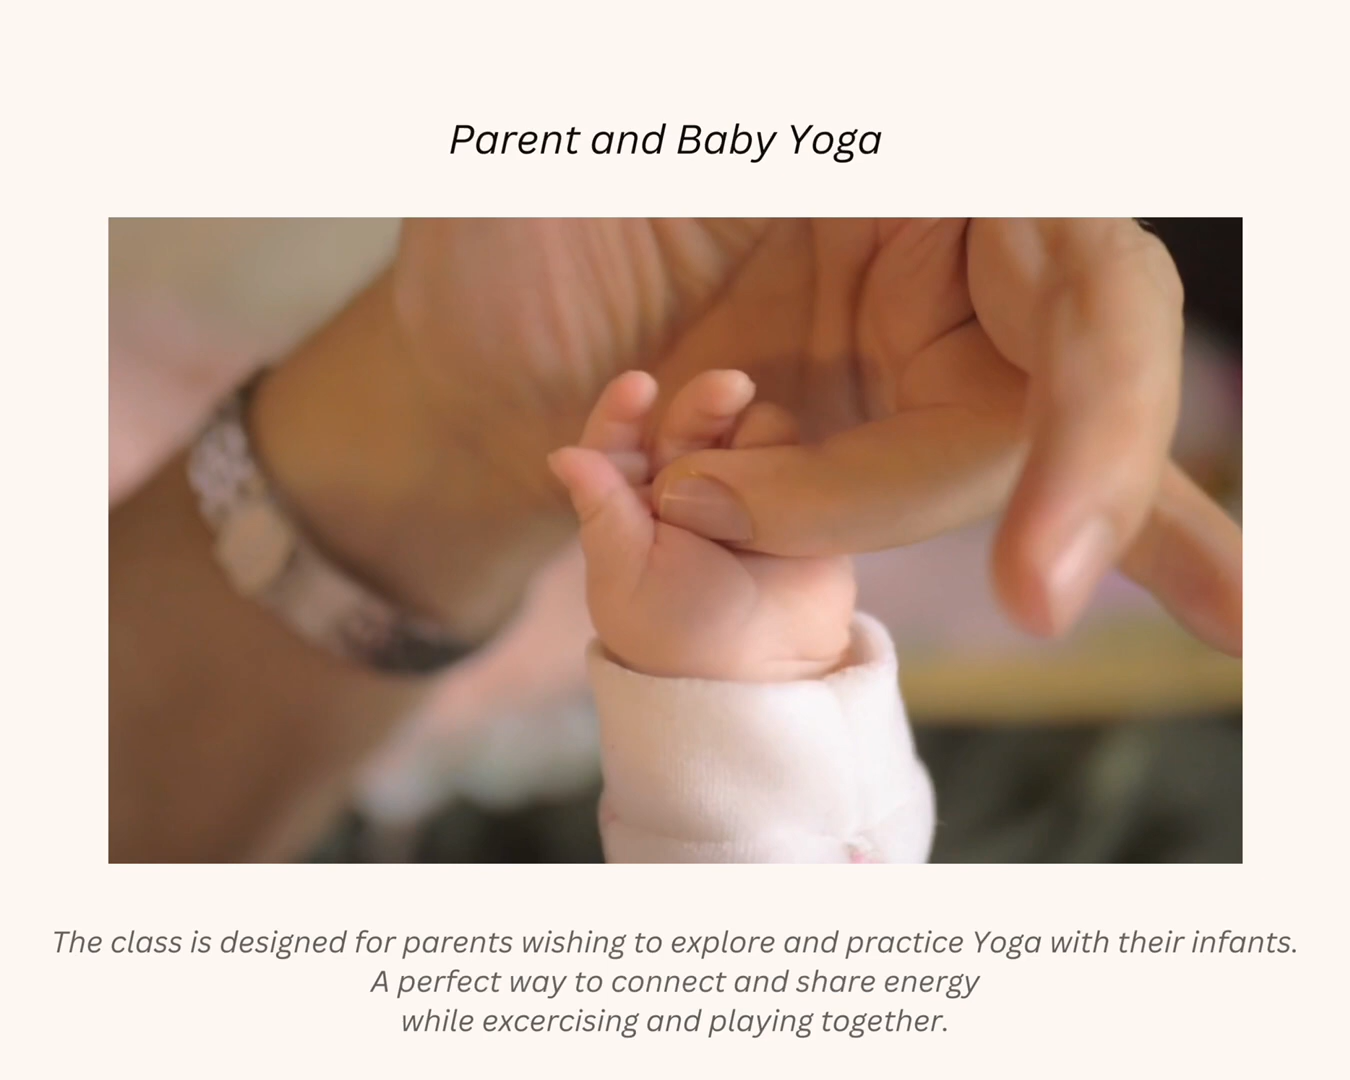 Parent and Baby Yoga
The class is designed for parents wishing to explore and practice Yoga with their infants.
A perfect way to connect and share energy
while excercising and playing together.